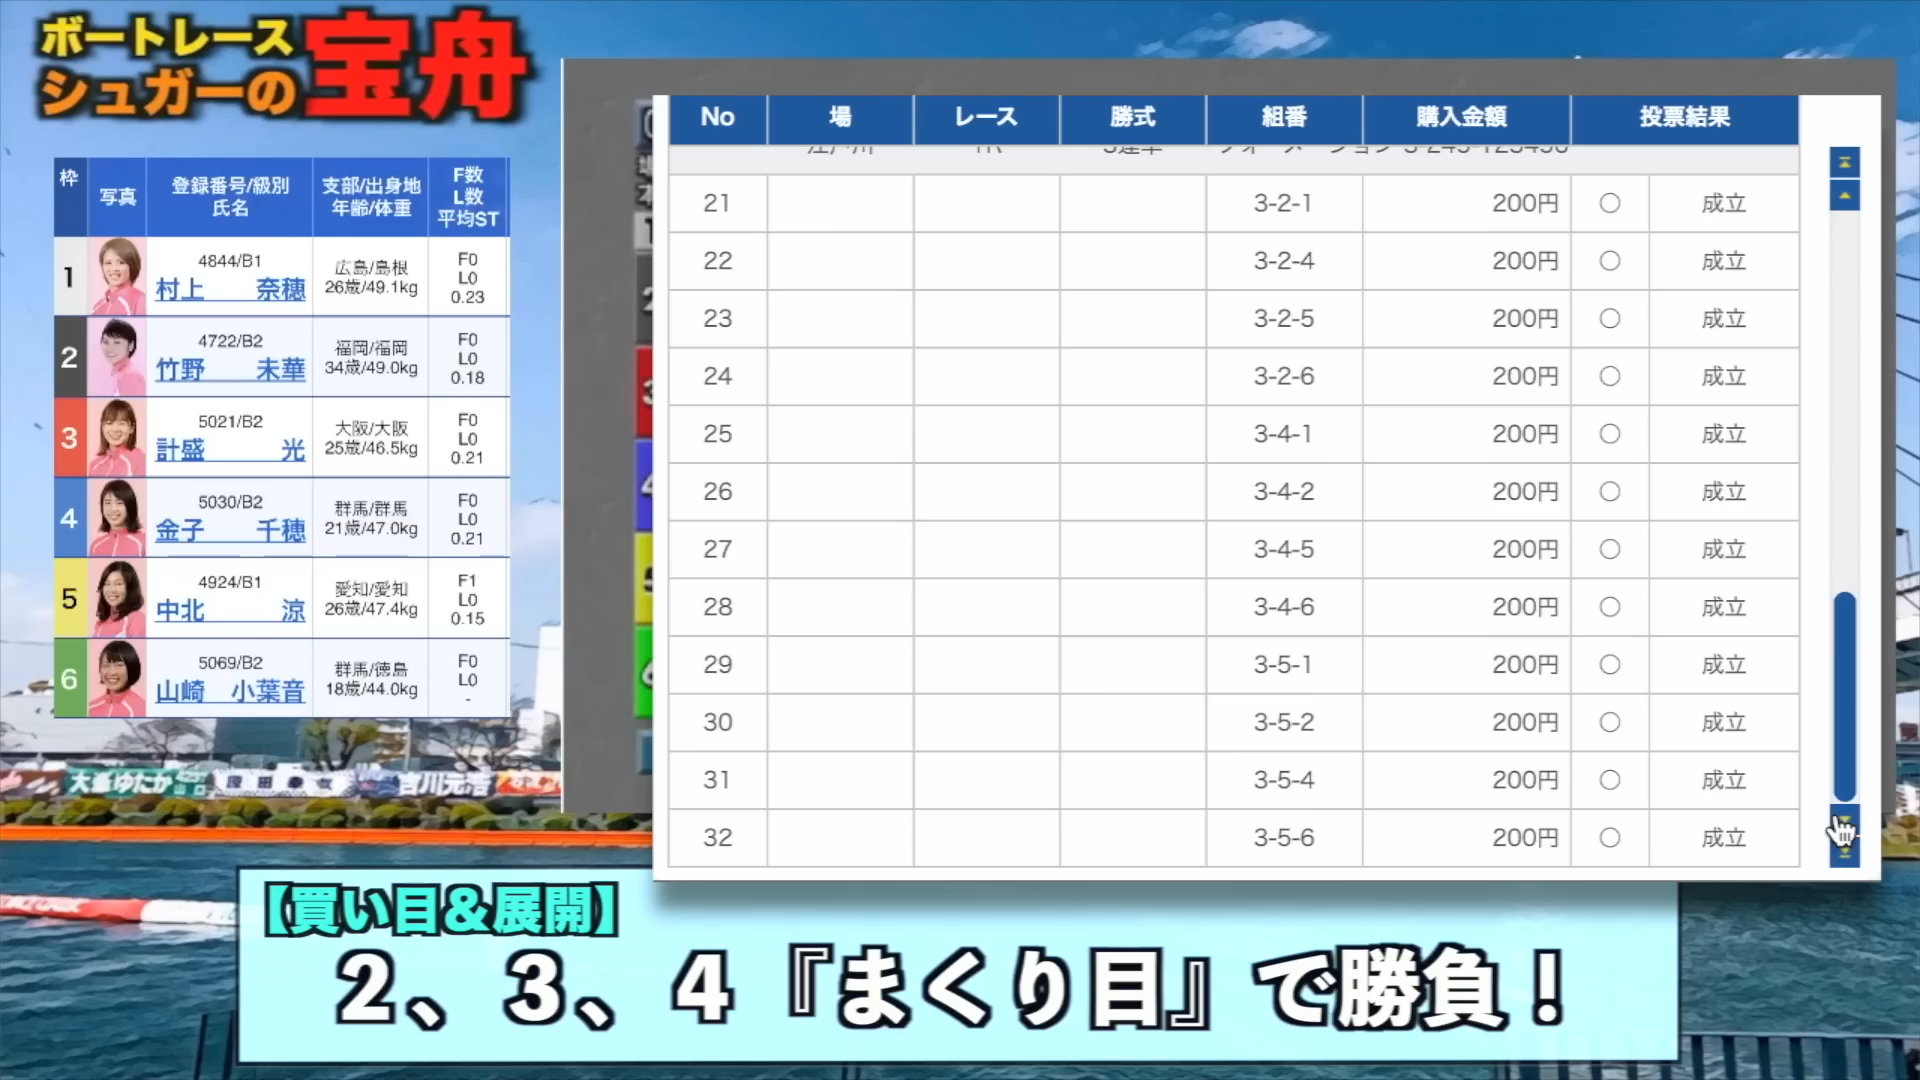 ボートレース
シュガーの宝舟
枠 写真 登録番号/級別 氏名 支部/出身地 年齢/体重 F数 L数 平均ST
1 4844/B1 村上 奈穂 広島/島根 26歳/49.1kg F0 L0 0.23
2 4722/B2 竹野 未華 福岡/福岡 34歳/49.0kg F0 L0 0.18
3 5021/B2 計盛 光 大阪/大阪 25歳/46.5kg F0 L0 0.21
4 5030/B2 金子 千穂 群馬/群馬 21歳/47.0kg F0 L0 0.21
5 4924/B1 中北 涼 愛知/愛知 26歳/47.4kg F1 L0 0.15
6 5069/B2 山崎 小葉音 群馬/徳島 18歳/44.0kg F0 L0 -
No 場 レース 勝式 組番 購入金額 投票結果
21 3-2-1 200円 ○ 成立
22 3-2-4 200円 ○ 成立
23 3-2-5 200円 ○ 成立
24 3-2-6 200円 ○ 成立
25 3-4-1 200円 ○ 成立
26 3-4-2 200円 ○ 成立
27 3-4-5 200円 ○ 成立
28 3-4-6 200円 ○ 成立
29 3-5-1 200円 ○ 成立
30 3-5-2 200円 ○ 成立
31 3-5-4 200円 ○ 成立
32 3-5-6 200円 ○ 成立
吉川元浩
【買い目&展開】
2、3、4『まくり目』で勝負！